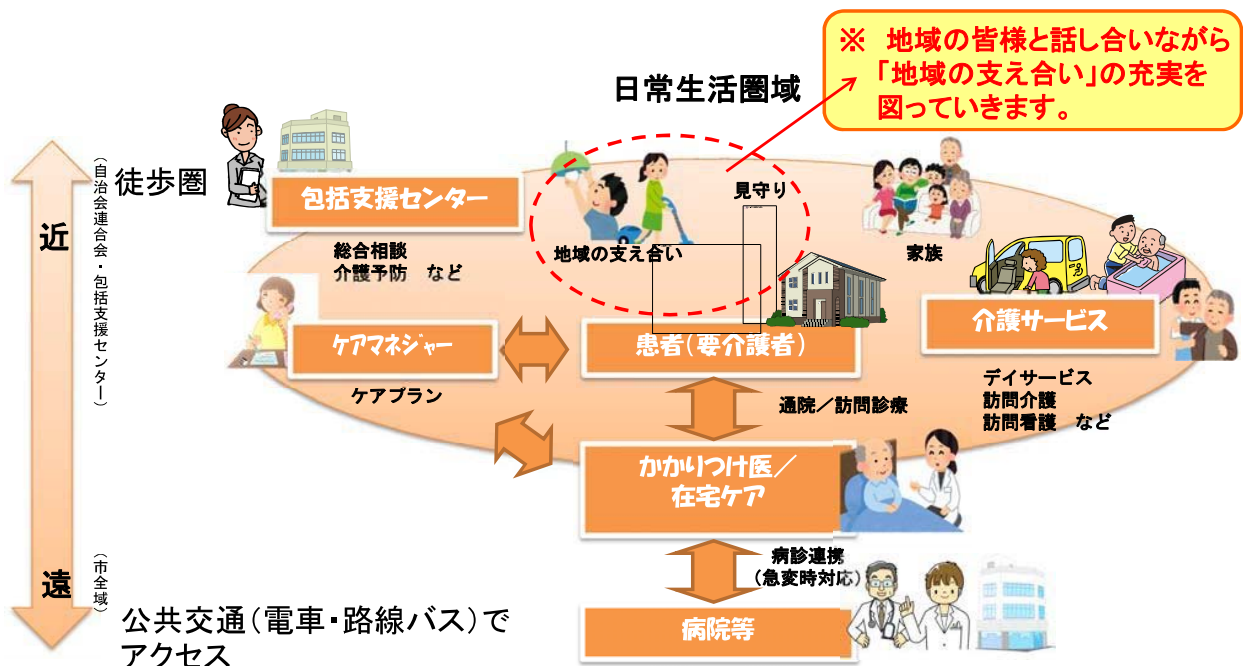 ※ 地域の皆様と話し合いながら
「地域の支え合い」の充実を
図っていきます。
日常生活圏域
近
(自治会連合会・包括支援センター)
徒歩圏
包括支援センター
総合相談
介護予防 など
地域の支え合い
見守り
家族
ケアマネジャー
ケアプラン
患者(要介護者)
介護サービス
デイサービス
訪問介護
訪問看護 など
通院/訪問診療
かかりつけ医/
在宅ケア
病診連携
(急変時対応)
病院等
遠
(市全域)
公共交通(電車・路線バス)で
アクセス